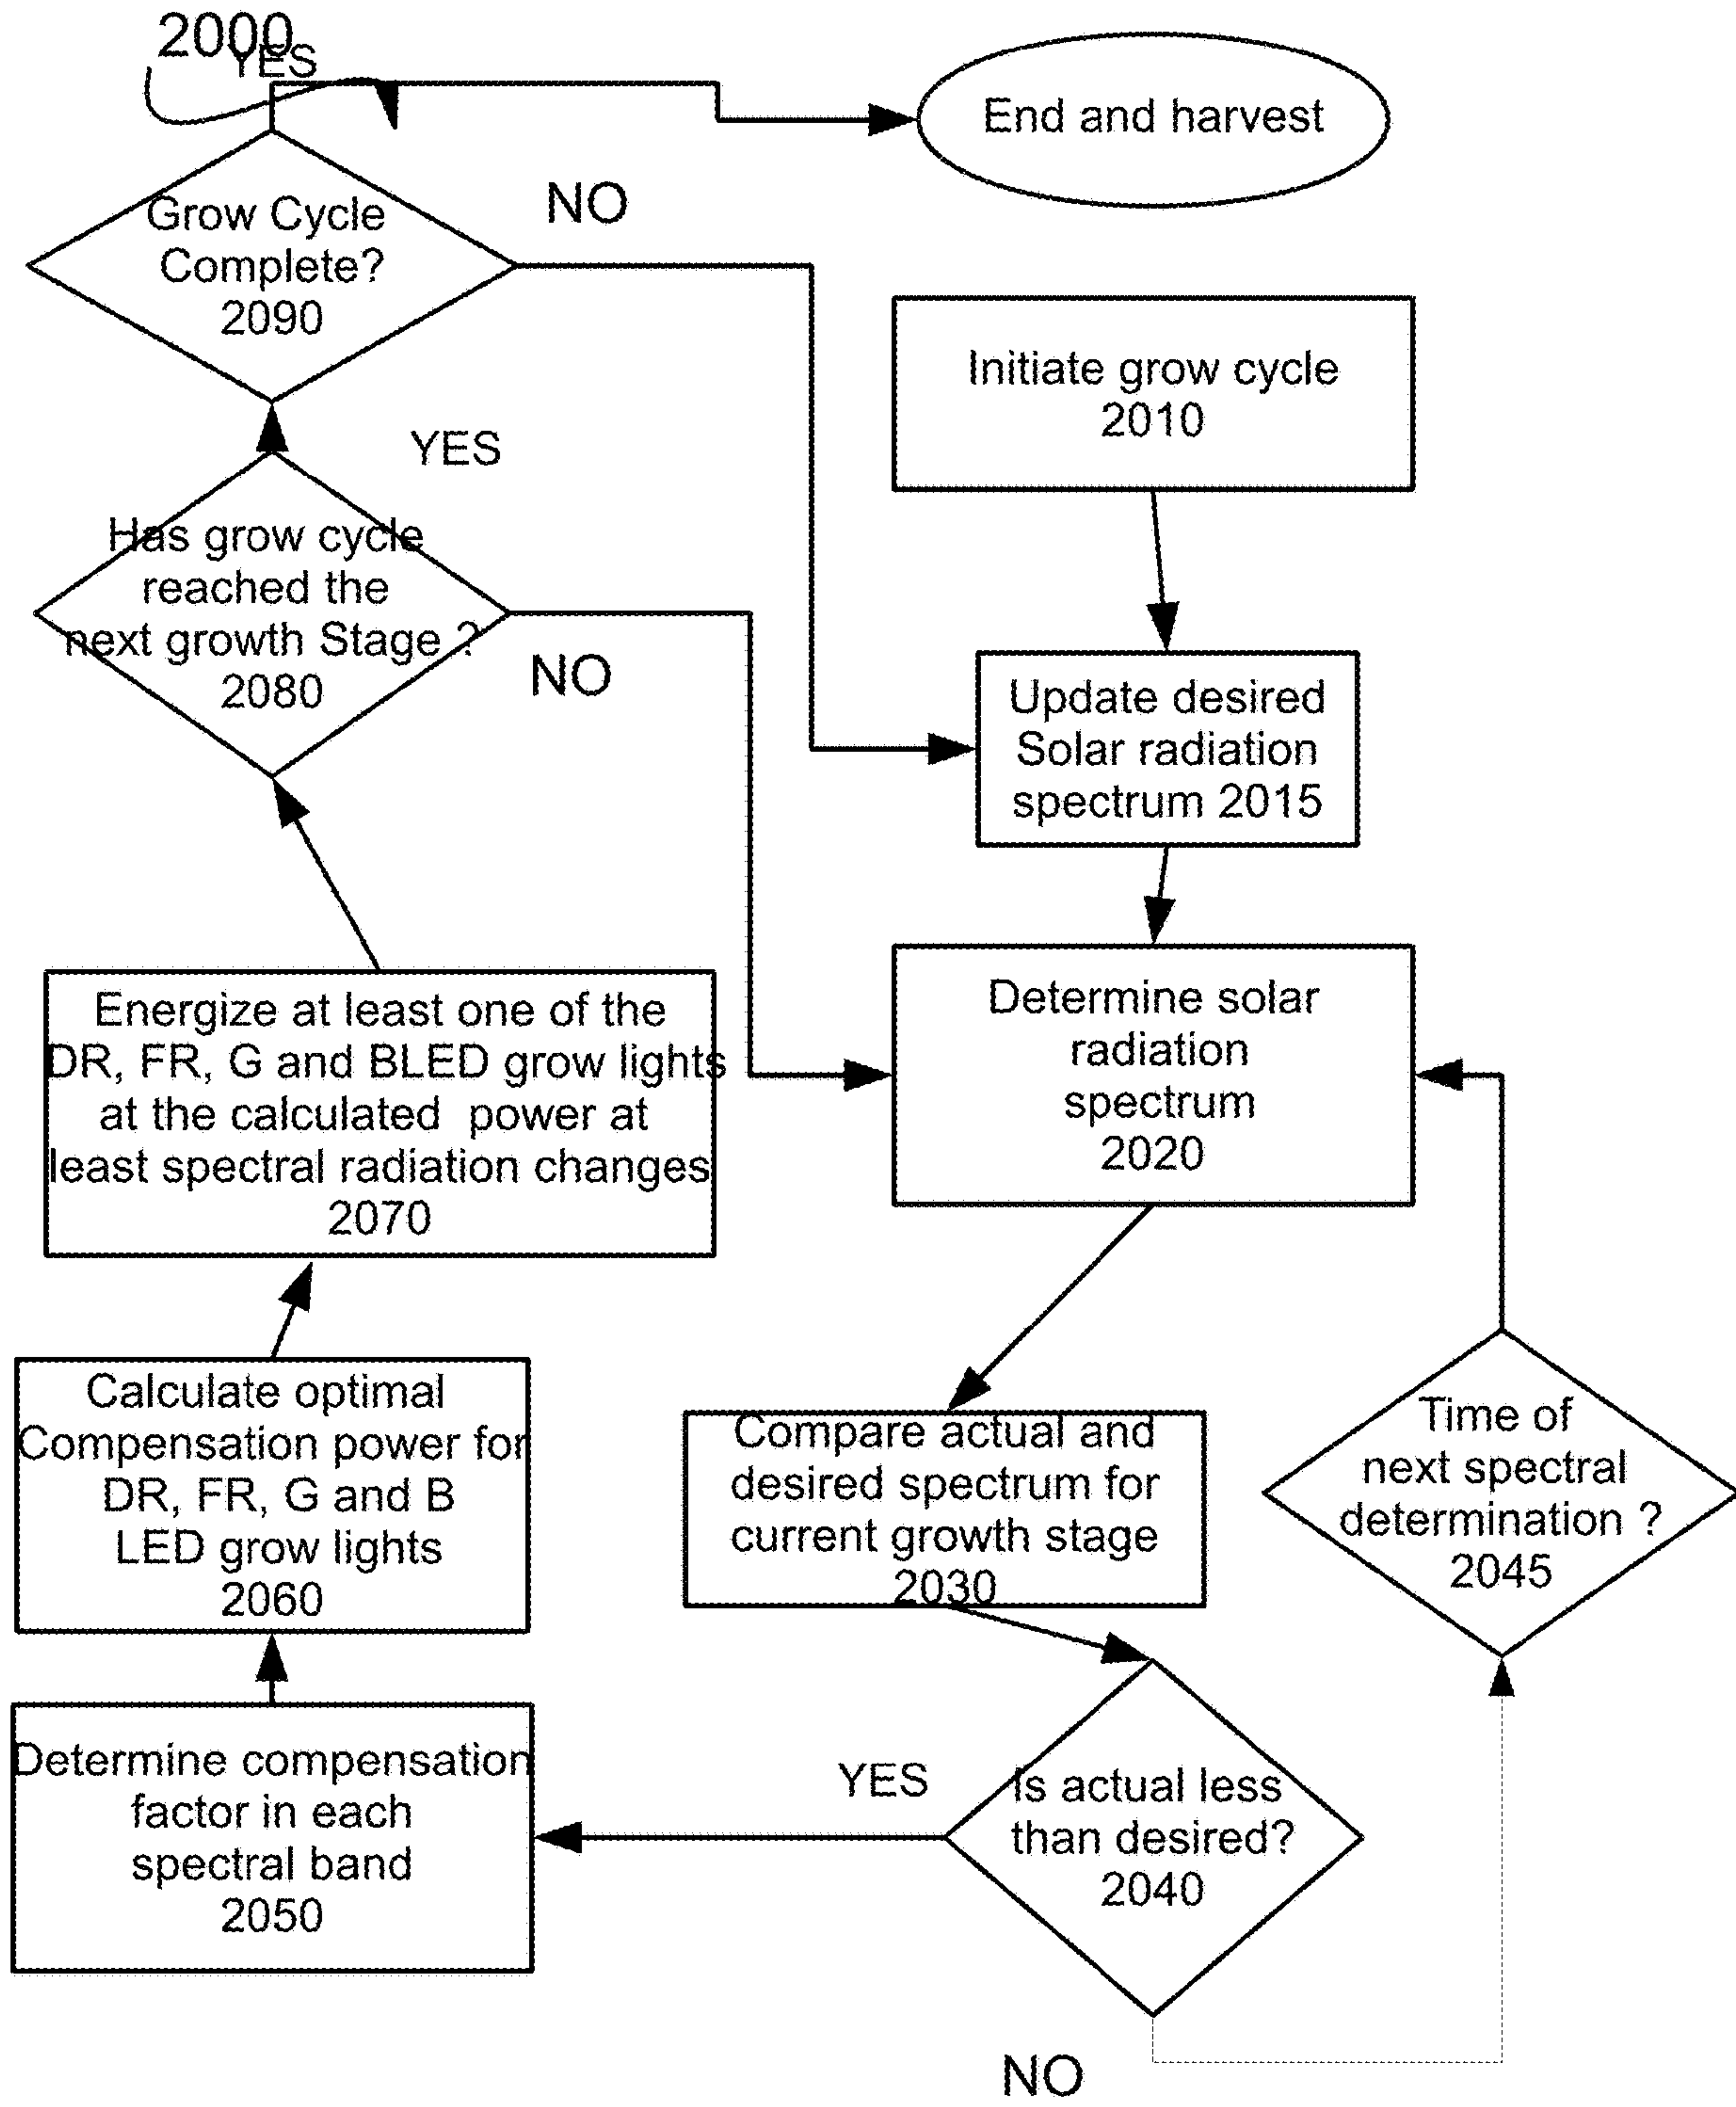 2000
YES
End and harvest
Grow Cycle
Complete?
2090
NO
Initiate grow cycle
2010
YES
Has grow cycle
reached the
next growth Stage ?
2080
NO
Update desired
Solar radiation
spectrum 2015
Energize at least one of the
DR, FR, G and BLED grow lights
at the calculated power at
least spectral radiation changes
2070
Determine solar
radiation
spectrum
2020
Calculate optimal
Compensation power for
DR, FR, G and B
LED grow lights
2060
Compare actual and
desired spectrum for
current growth stage
2030
Time of
next spectral
determination ?
2045
Determine compensation
factor in each
spectral band
2050
YES
Is actual less
than desired?
2040
NO